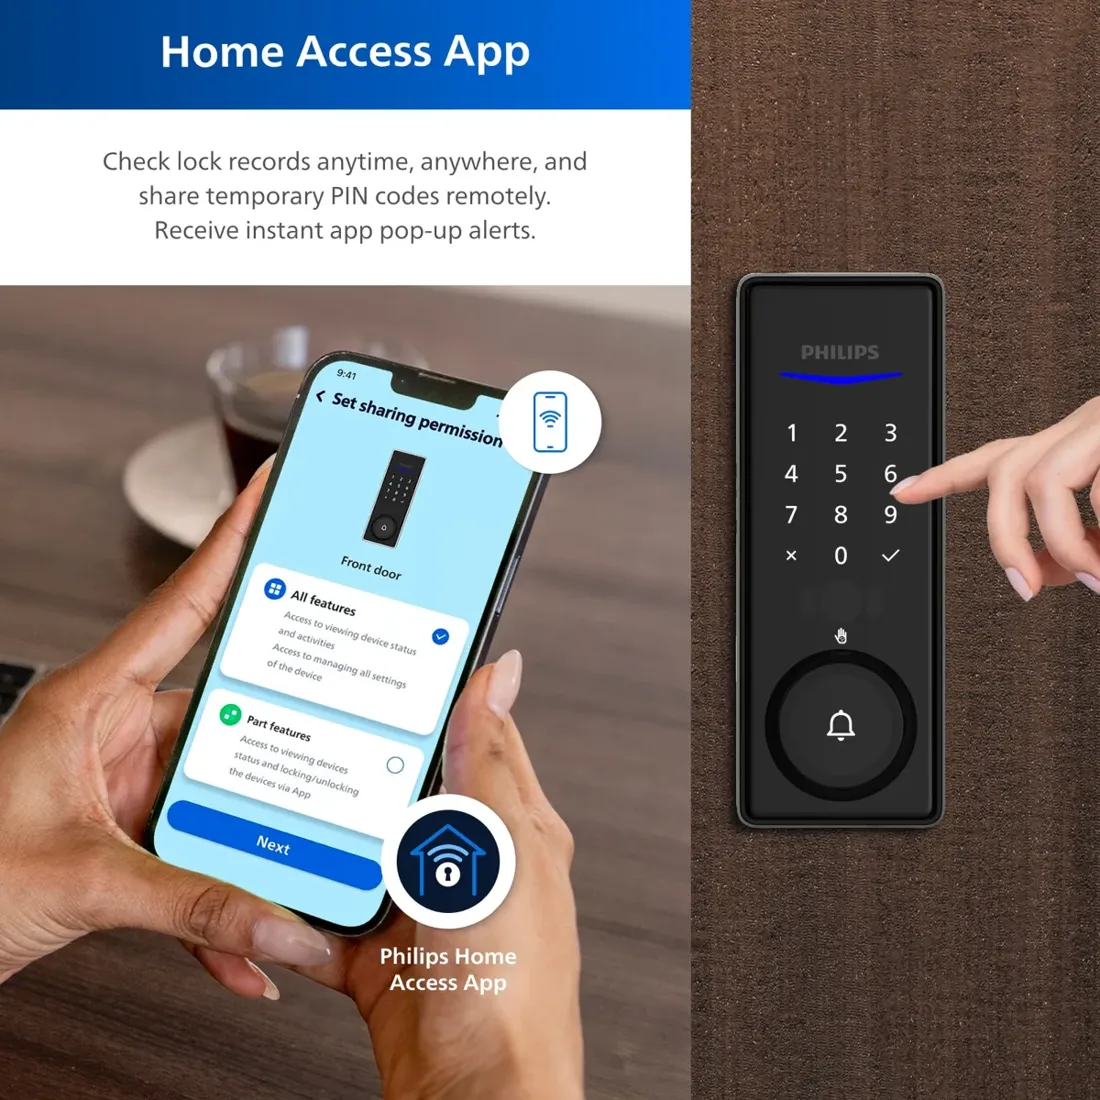 Home Access App
Check lock records anytime, anywhere, and
share temporary PIN codes remotely.
Receive instant app pop-up alerts.
9:41
Set sharing permission
Front door
All features
Access to viewing device status
and activities
Access to managing all settings
of the device
Part features
Access to viewing devices
status and locking/unlocking
the devices via App
Next
Philips Home
Access App
PHILIPS
1 2 3
4 5 6
7 8 9
× 0 ✓